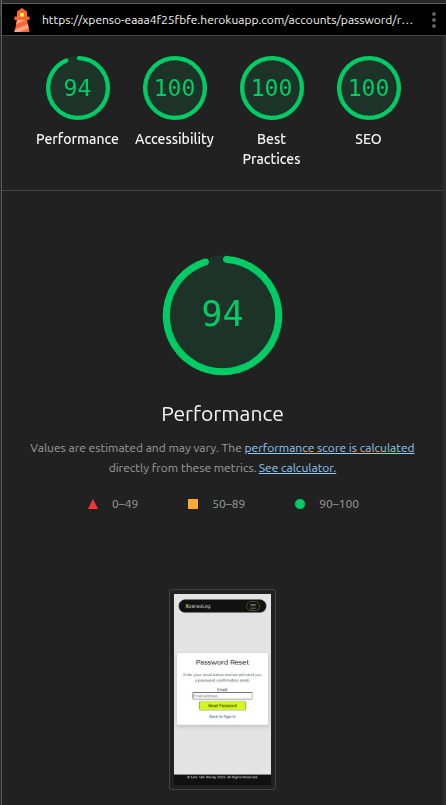 https://xpenso-eaaa4f25fbfe.herokuapp.com/accounts/password/r…
94
100
100
100
Performance
Accessibility
Best
Practices
SEO
94
Performance
Values are estimated and may vary. The performance score is calculated
directly from these metrics. See calculator.
0–49
50–89
90–100
XpensoLog
Password Reset
Enter your email below and we will send you
a password confirmation email.
Email:
Email address
Reset Password
Back to Sign In
All Rights Reserved.